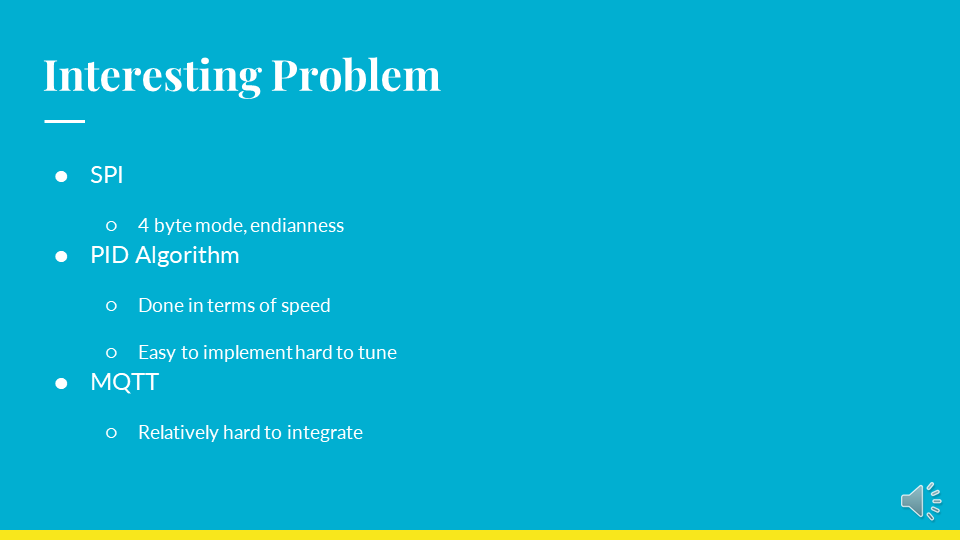 Interesting Problem
● SPI
○ 4 byte mode, endianness
● PID Algorithm
○ Done in terms of speed
○ Easy to implement hard to tune
● MQTT
○ Relatively hard to integrate